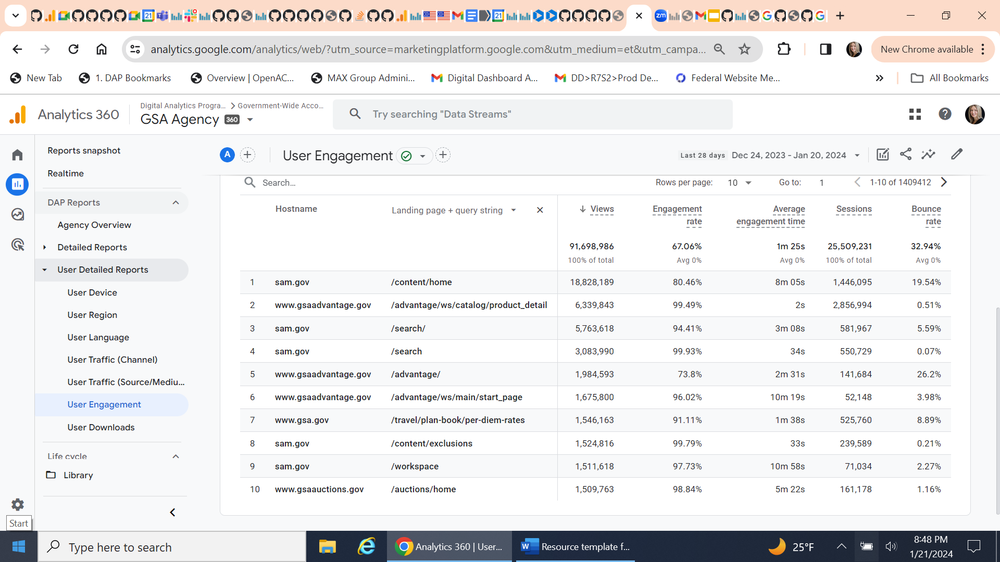 analytics.google.com/analytics/web/?utm_source=marketingplatform.google.com&utm_medium=et&utm_campa...
New Chrome available
New Tab
1. DAP Bookmarks
Overview | OpenAC...
MAX Group Admini...
Digital Dashboard A...
DD>R7S2>Prod De...
Federal Website Me...
All Bookmarks
Analytics 360
Digital Analytics Progra...
Government-Wide Acco...
GSA Agency 360
Try searching "Data Streams"
Reports snapshot
Realtime
DAP Reports
Agency Overview
Detailed Reports
User Detailed Reports
User Device
User Region
User Language
User Traffic (Channel)
User Traffic (Source/Mediu...
User Engagement
User Downloads
Life cycle
Library
Start
A
User Engagement
Last 28 days Dec 24, 2023 - Jan 20, 2024
Search...
Rows per page: 10
Go to: 1
1-10 of 1409412
Hostname Landing page + query string Views Engagement rate Average engagement time Sessions Bounce rate
91,698,986 67.06% 1m 25s 25,509,231 32.94%
100% of total Avg 0% Avg 0% 100% of total Avg 0%
1 sam.gov /content/home 18,828,189 80.46% 8m 05s 1,446,095 19.54%
2 www.gsaadvantage.gov /advantage/ws/catalog/product_detail 6,339,843 99.49% 2s 2,856,994 0.51%
3 sam.gov /search/ 5,763,618 94.41% 3m 08s 581,967 5.59%
4 sam.gov /search 3,083,990 99.93% 34s 550,729 0.07%
5 www.gsaadvantage.gov /advantage/ 1,984,593 73.8% 2m 31s 141,684 26.2%
6 www.gsaadvantage.gov /advantage/ws/main/start_page 1,675,800 96.02% 10m 19s 52,148 3.98%
7 www.gsa.gov /travel/plan-book/per-diem-rates 1,546,163 91.11% 1m 38s 525,760 8.89%
8 sam.gov /content/exclusions 1,524,816 99.79% 33s 239,589 0.21%
9 sam.gov /workspace 1,511,618 97.73% 10m 58s 71,034 2.27%
10 www.gsaauctions.gov /auctions/home 1,509,763 98.84% 5m 22s 161,178 1.16%
Type here to search
Analytics 360 | User...
Resource template f...
25°F
8:48 PM
1/21/2024